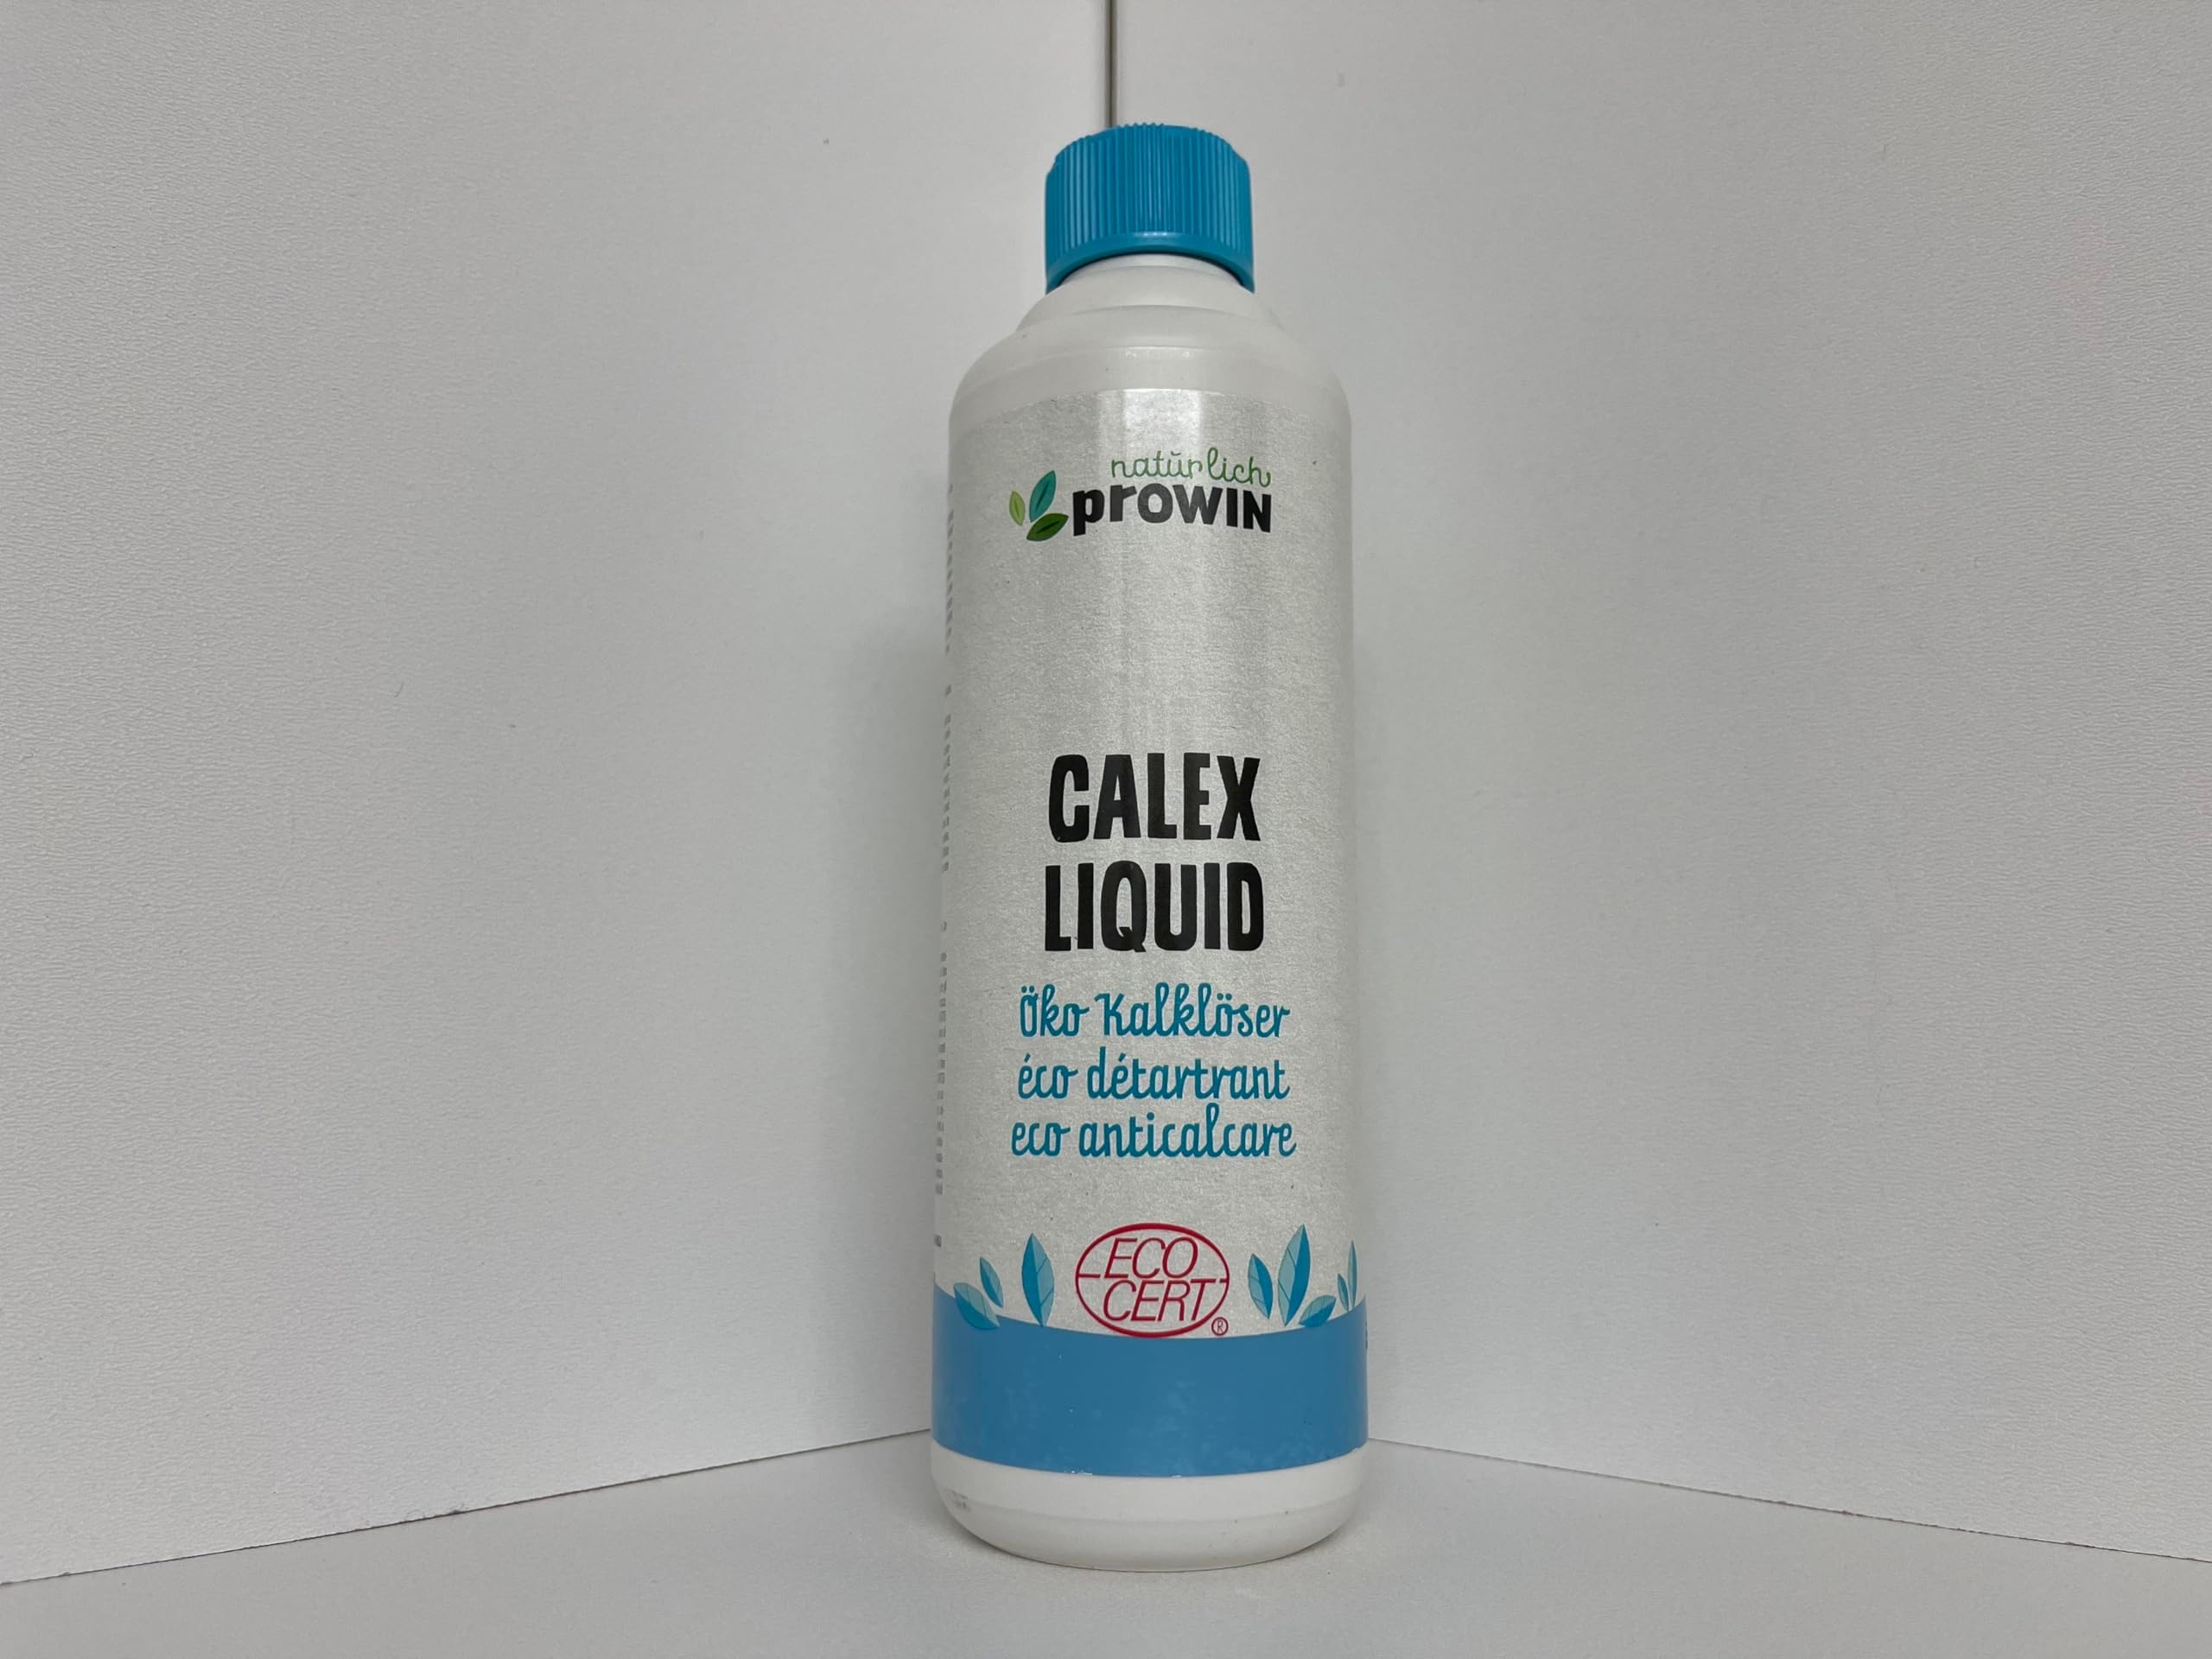 natürlich
proWIN
CALEX
LIQUID
Öko Kalklöser
éco détartrant
eco anticalcare
ECO
CERT
®